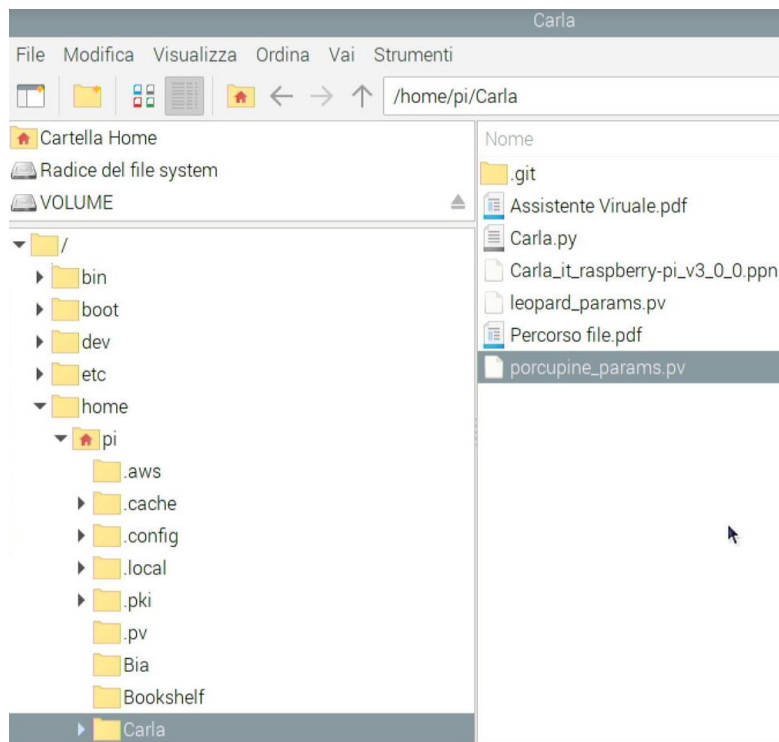 Carla
File Modifica Visualizza Ordina Vai Strumenti
/home/pi/Carla
Cartella Home
Radice del file system
VOLUME
/
bin
boot
dev
etc
home
pi
.aws
.cache
.config
.local
.pki
.pv
Bia
Bookshelf
Carla
Nome
.git
Assistente Viruale.pdf
Carla.py
Carla_it_raspberry-pi_v3_0_0.ppn
leopard_params.pv
Percorso file.pdf
porcupine_params.pv